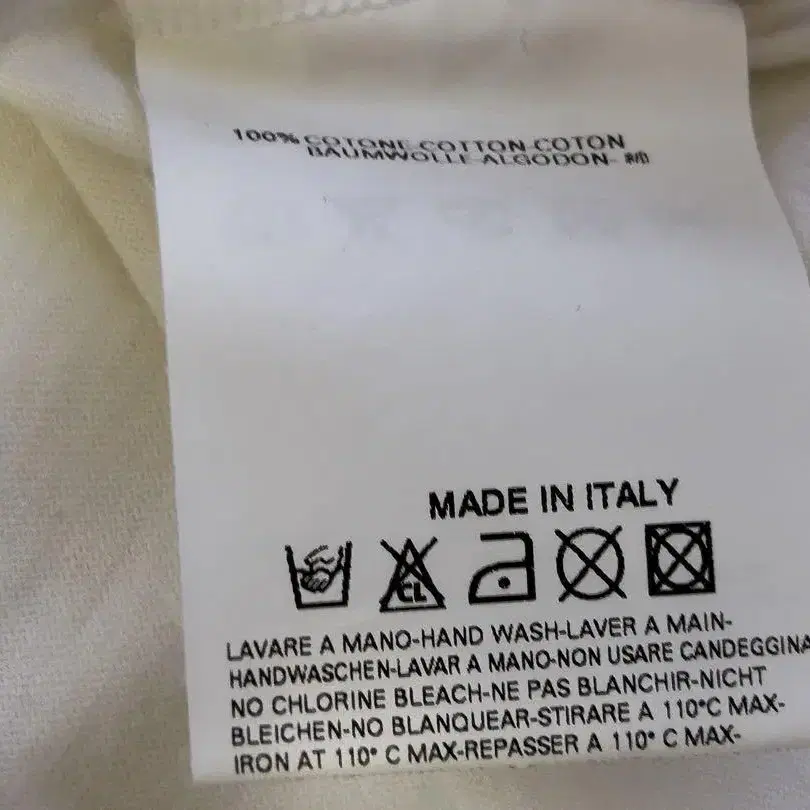 100% COTONE-COTTON-COTON
BAUMWOLLE-ALGODON-
MADE IN ITALY
CL
LAVARE A MANO-HAND WASH-LAVER A MAIN-
HANDWASCHEN-LAVAR A MANO-NON USARE CANDEGGINA
NO CHLORINE BLEACH-NE PAS BLANCHIR-NICHT
BLEICHEN-NO BLANQUEAR-STIRARE A 110°C MAX-
IRON AT 110° C MAX-REPASSER A 110° C MAX-